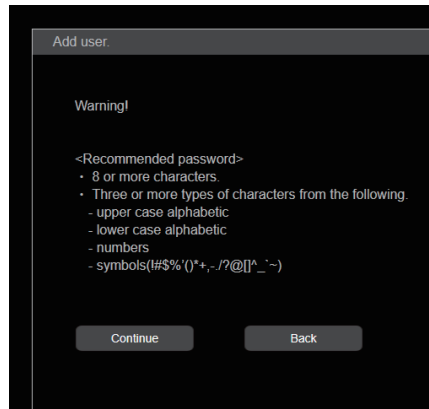 Add user.
Warning!
<Recommended password>
・ 8 or more characters.
・ Three or more types of characters from the following.
- upper case alphabetic
- lower case alphabetic
- numbers
- symbols(!#$%'()*+,-./?@[]^_`~)
Continue
Back